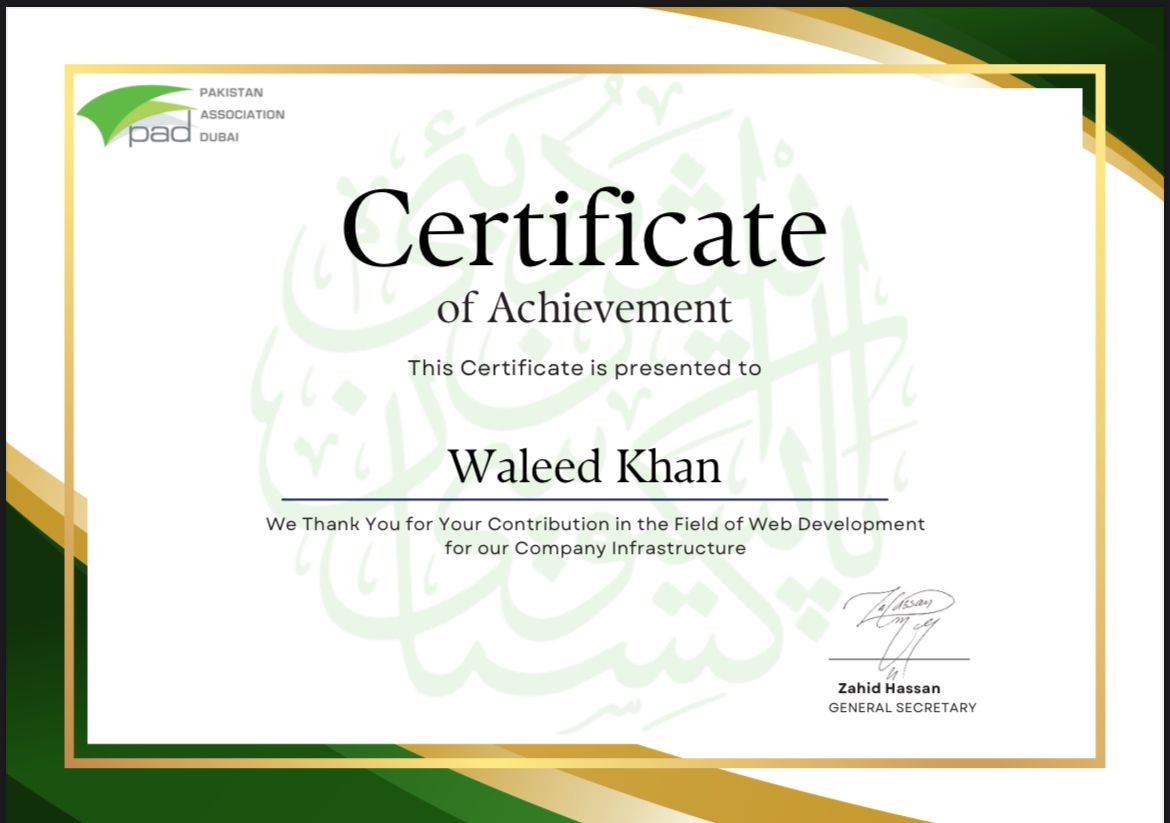 PAKISTAN
ASSOCIATION
DUBAI
pad
Certificate
of Achievement
This Certificate is presented to
Waleed Khan
We Thank You for Your Contribution in the Field of Web Development
for our Company Infrastructure
Zahid Hassan
GENERAL SECRETARY